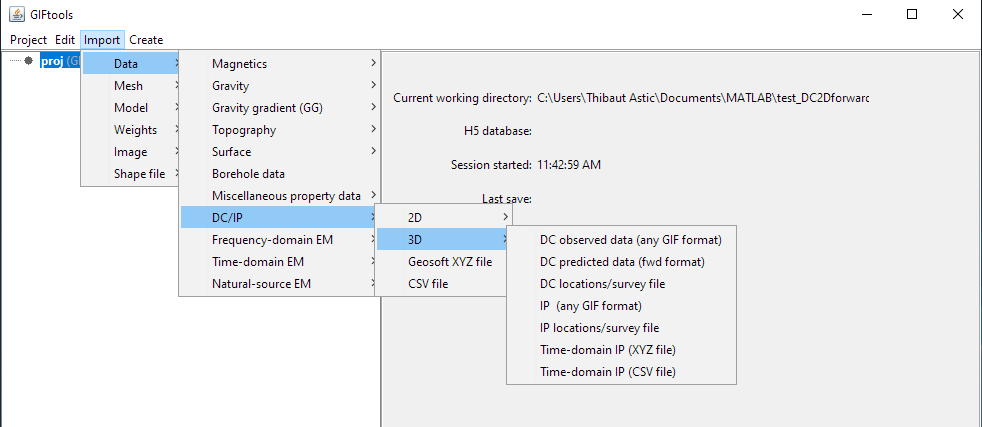 GIFtools
Project Edit Import Create
proj (G
Data
Mesh
Model
Weights
Image
Shape file
Magnetics
Gravity
Gravity gradient (GG)
Topography
Surface
Borehole data
Miscellaneous property data
DC/IP
Frequency-domain EM
Time-domain EM
Natural-source EM
2D
3D
Geosoft XYZ file
CSV file
DC observed data (any GIF format)
DC predicted data (fwd format)
DC locations/survey file
IP (any GIF format)
IP locations/survey file
Time-domain IP (XYZ file)
Time-domain IP (CSV file)
Current working directory: C:\Users\Thibaut Astic\Documents\MATLAB\test_DC2Dforward
H5 database:
Session started: 11:42:59 AM
Last save: